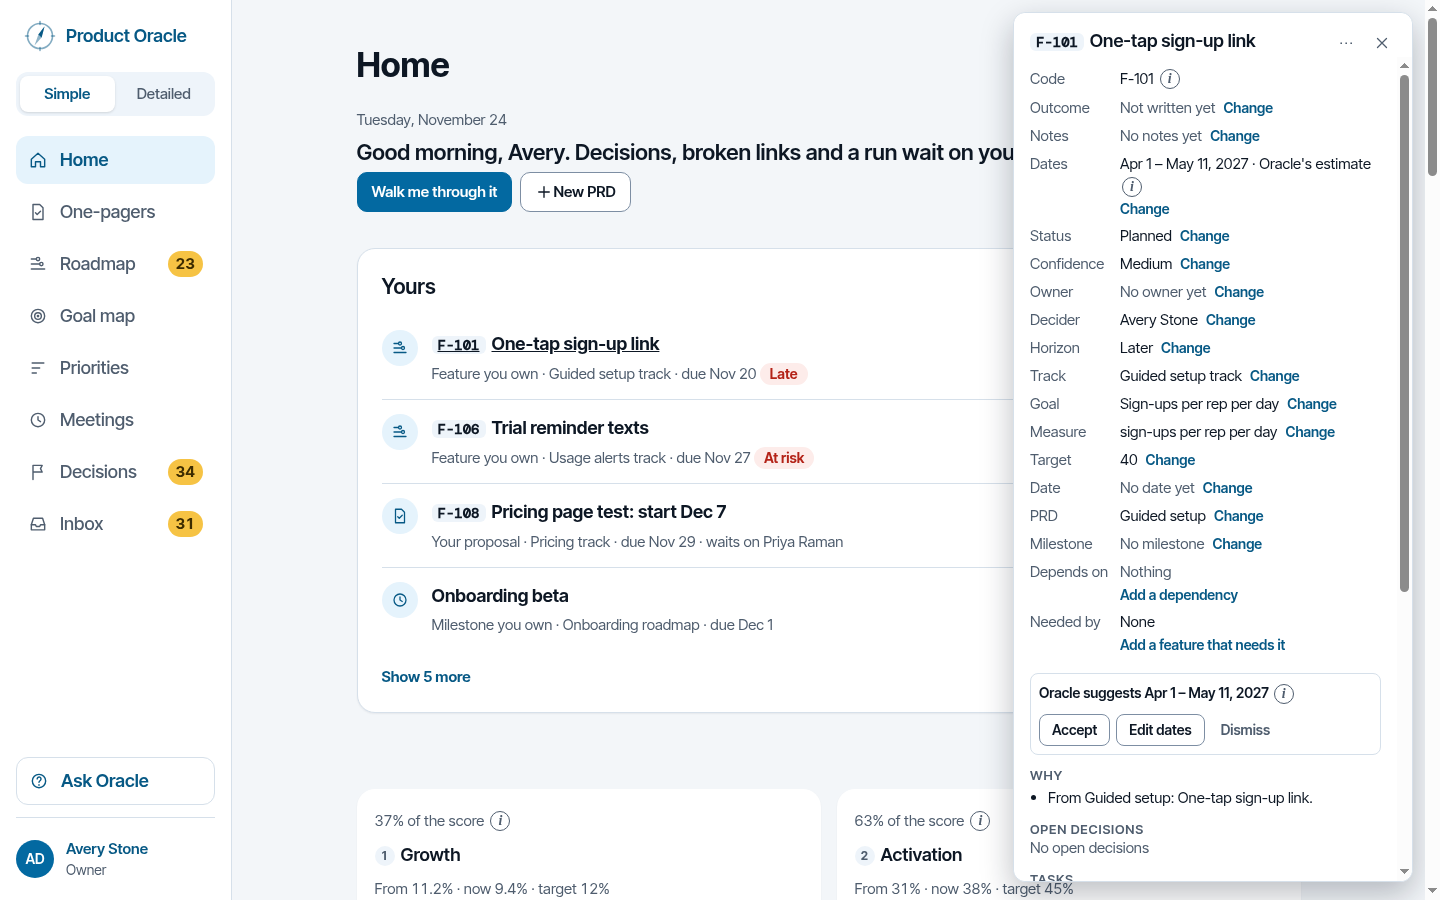 Product Oracle
Simple
Detailed
Home
One-pagers
Roadmap 23
Goal map
Priorities
Meetings
Decisions 34
Inbox 31
Ask Oracle
AD
Avery Stone
Owner
Home
Tuesday, November 24
Good morning, Avery. Decisions, broken links and a run wait on you
Walk me through it
New PRD
Yours
F-101 One-tap sign-up link
Feature you own · Guided setup track · due Nov 20 Late
F-106 Trial reminder texts
Feature you own · Usage alerts track · due Nov 27 At risk
F-108 Pricing page test: start Dec 7
Your proposal · Pricing track · due Nov 29 · waits on Priya Raman
Onboarding beta
Milestone you own · Onboarding roadmap · due Dec 1
Show 5 more
37% of the score i
1 Growth
From 11.2% · now 9.4% · target 12%
63% of the score i
2 Activation
From 31% · now 38% · target 45%
F-101 One-tap sign-up link
Code F-101 i
Outcome Not written yet Change
Notes No notes yet Change
Dates Apr 1 – May 11, 2027 · Oracle's estimate
i
Change
Status Planned Change
Confidence Medium Change
Owner No owner yet Change
Decider Avery Stone Change
Horizon Later Change
Track Guided setup track Change
Goal Sign-ups per rep per day Change
Measure sign-ups per rep per day Change
Target 40 Change
Date No date yet Change
PRD Guided setup Change
Milestone No milestone Change
Depends on Nothing
Add a dependency
Needed by None
Add a feature that needs it
Oracle suggests Apr 1 – May 11, 2027 i
Accept
Edit dates
Dismiss
WHY
• From Guided setup: One-tap sign-up link.
OPEN DECISIONS
No open decisions
TASKS